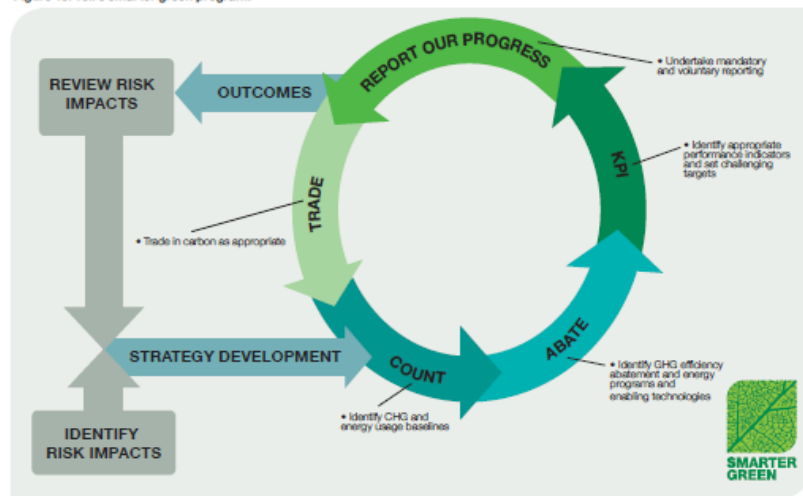 REPORT OUR PROGRESS
• Undertake mandatory
and voluntary reporting
REVIEW RISK
IMPACTS
OUTCOMES
KPI
• Identify appropriate
performance indicators
and set challenging
targets
TRADE
• Trade in carbon as appropriate
STRATEGY DEVELOPMENT
COUNT
ABATE
• Identify GHG efficiency
abatement and energy
programs and
enabling technologies
• Identify CHG and
energy usage baselines
IDENTIFY
RISK IMPACTS
SMARTER
GREEN